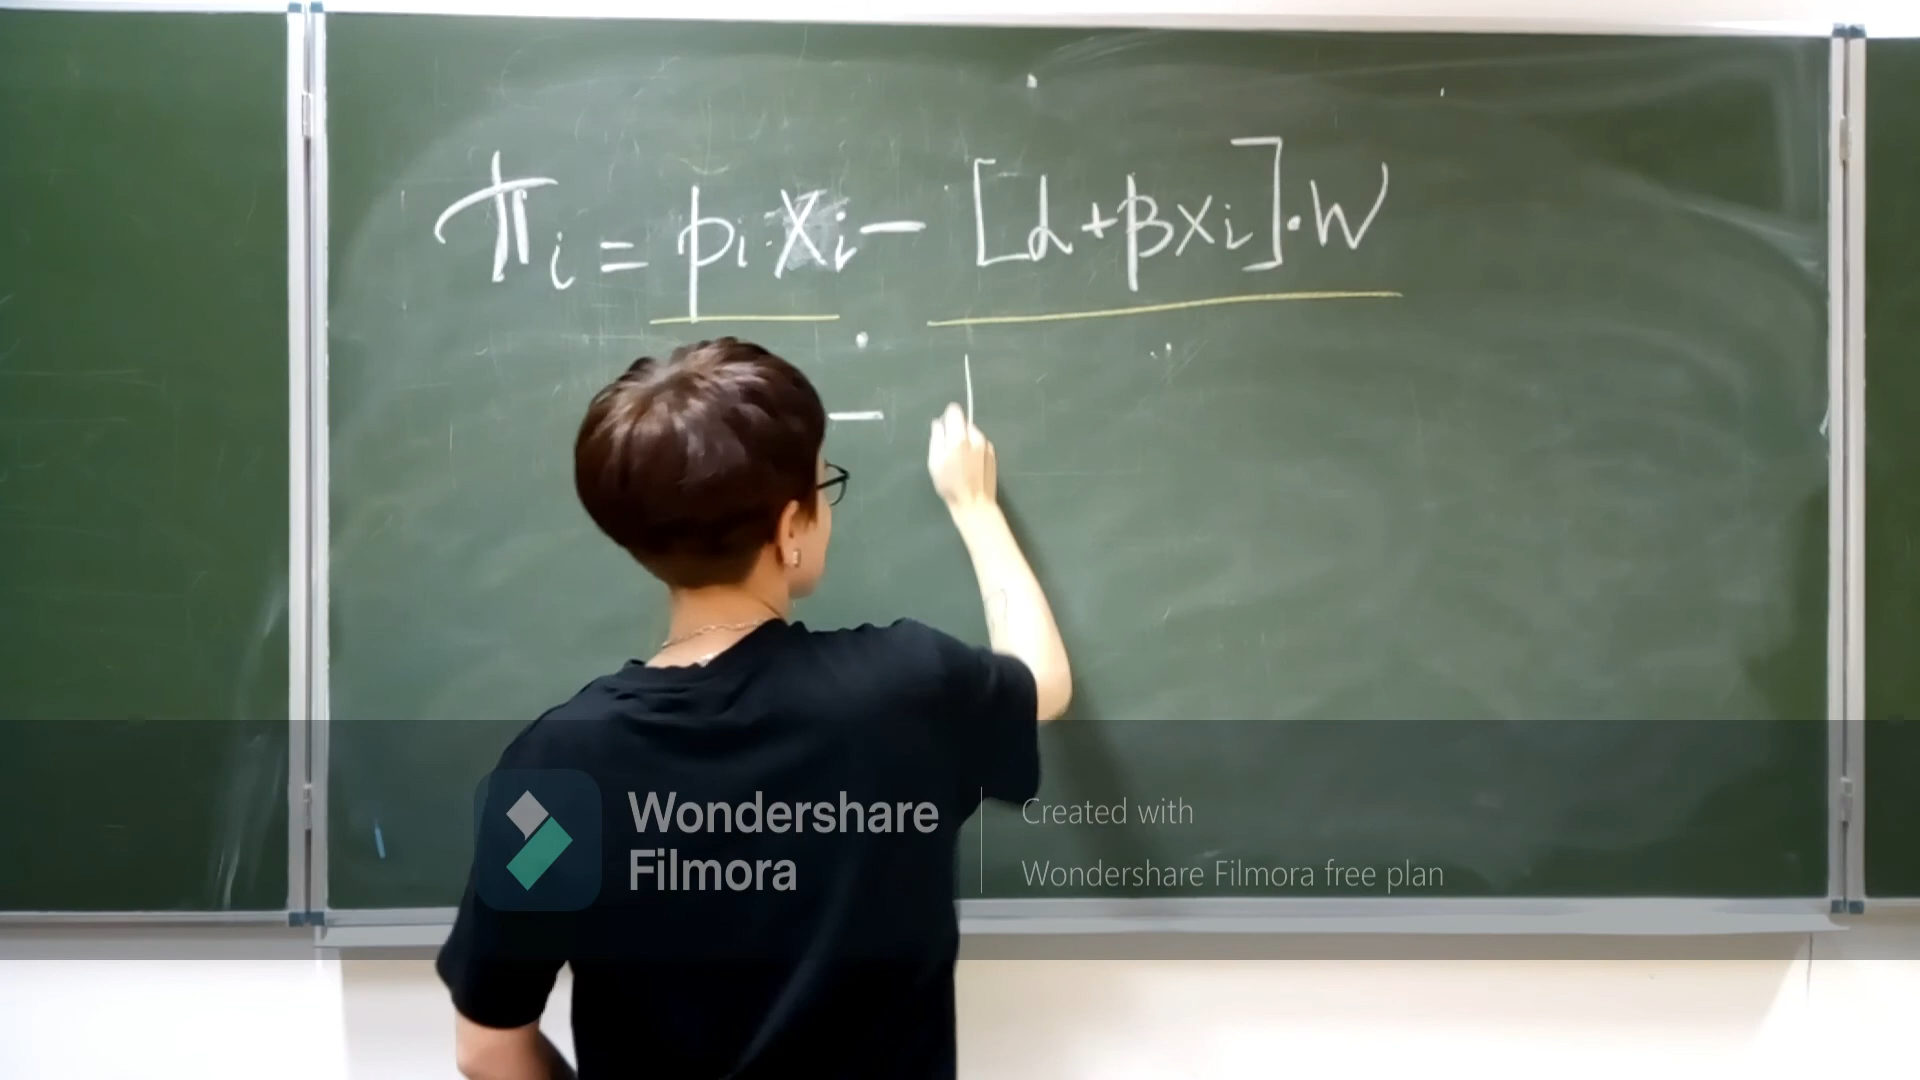 πi = pi·xi − [α+βxi]·W
−
Wondershare
Filmora
Created with
Wondershare Filmora free plan